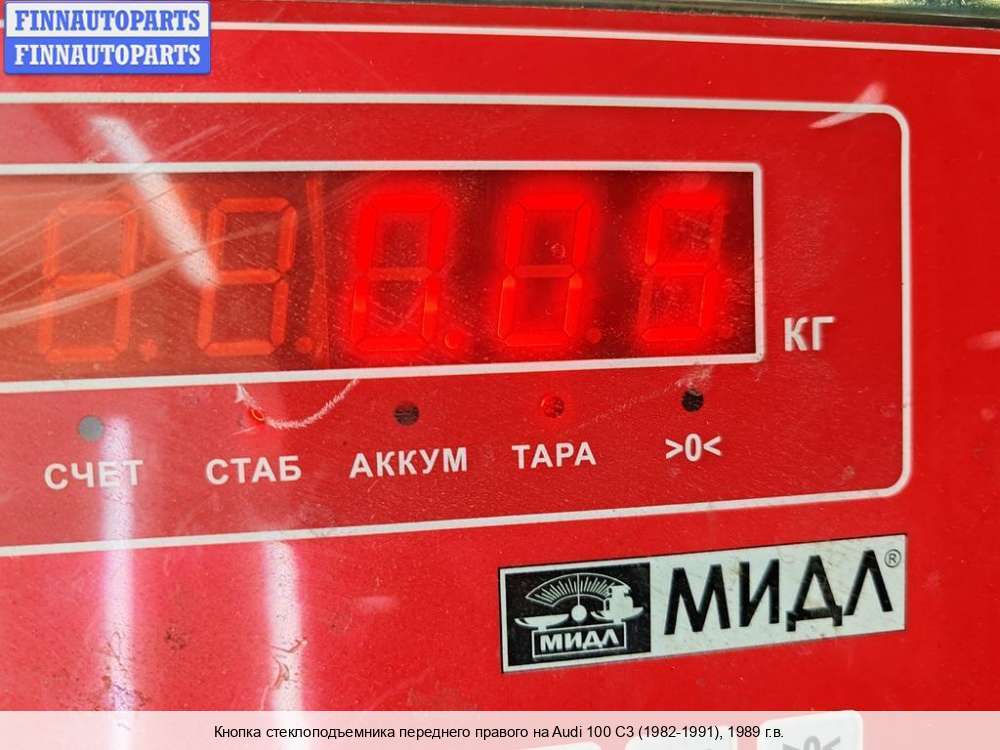 FINNAUTOPARTS
FINNAUTOPARTS
0.05
КГ
СЧЕТ СТАБ АККУМ ТАРА >0<
МИДЛ МИДЛ®
Кнопка стеклоподъемника переднего правого на Audi 100 C3 (1982-1991), 1989 г.в.